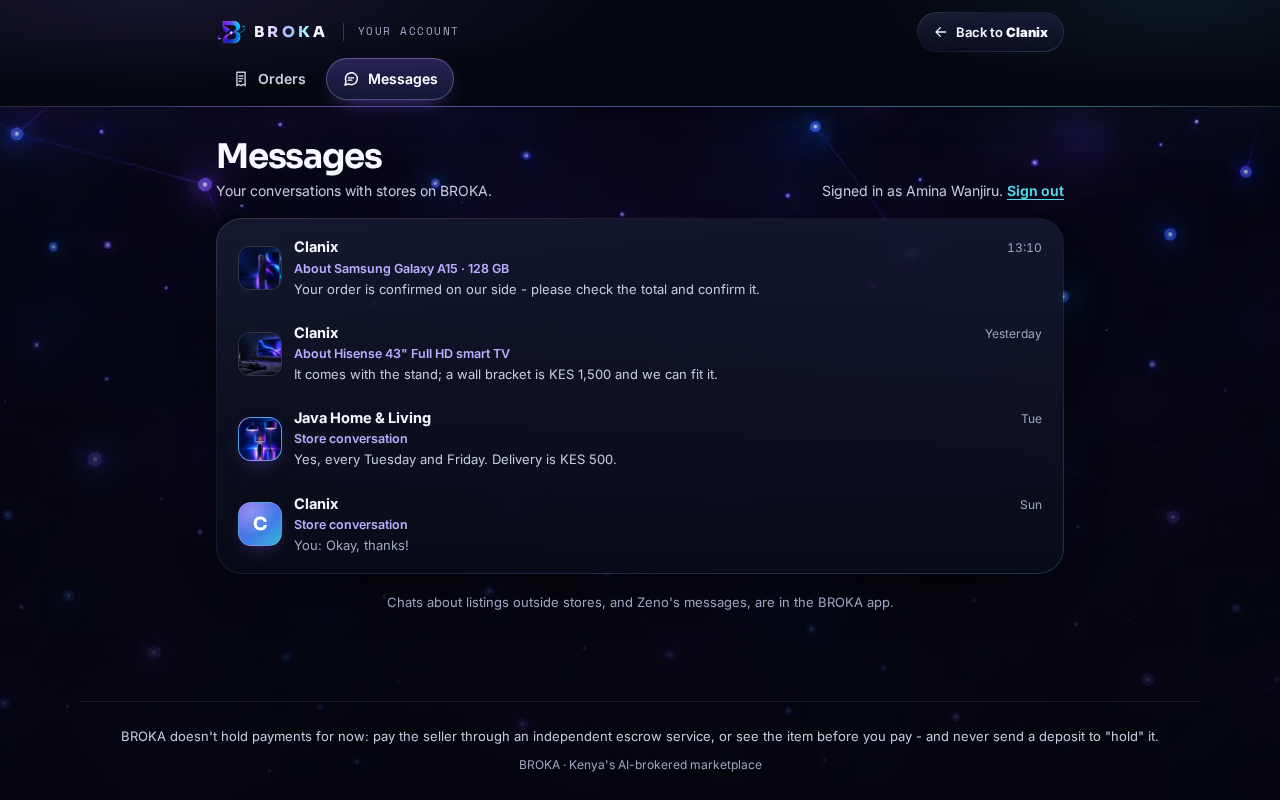 BROKA
YOUR ACCOUNT
Back to Clanix
Orders
Messages
Messages
Your conversations with stores on BROKA.
Signed in as Amina Wanjiru. Sign out
Clanix
13:10
About Samsung Galaxy A15 · 128 GB
Your order is confirmed on our side - please check the total and confirm it.
Clanix
Yesterday
About Hisense 43" Full HD smart TV
It comes with the stand; a wall bracket is KES 1,500 and we can fit it.
Java Home & Living
Tue
Store conversation
Yes, every Tuesday and Friday. Delivery is KES 500.
C
Clanix
Sun
Store conversation
You: Okay, thanks!
Chats about listings outside stores, and Zeno's messages, are in the BROKA app.
BROKA doesn't hold payments for now: pay the seller through an independent escrow service, or see the item before you pay - and never send a deposit to "hold" it.
BROKA · Kenya's AI-brokered marketplace